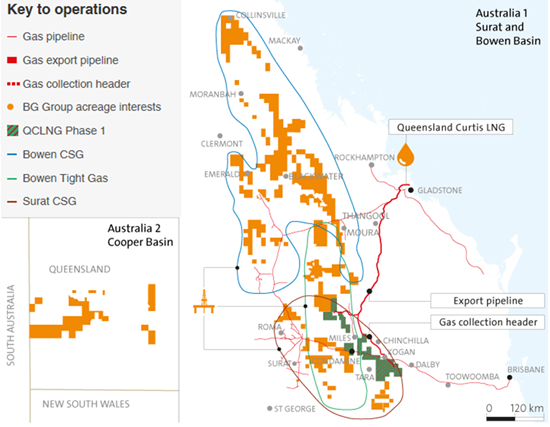 Key to operations
Gas pipeline
Gas export pipeline
Gas collection header
BG Group acreage interests
QCLNG Phase 1
Bowen CSG
Bowen Tight Gas
Surat CSG
Australia 2
Cooper Basin
QUEENSLAND
SOUTH AUSTRALIA
NEW SOUTH WALES
Australia 1
Surat and
Bowen Basin
COLLINSVILLE
MACKAY
MORANBAH
CLERMONT
Queensland Curtis LNG
ROCKHAMPTON
EMERALD
BLACKWATER
GLADSTONE
THANGOOL
MOURA
Export pipeline
Gas collection header
ROMA
MILES
CHINCHILLA
KOGAN
SURAT
TARA
DALBY
TOOWOOMBA
BRISBANE
ST GEORGE
0 120 km